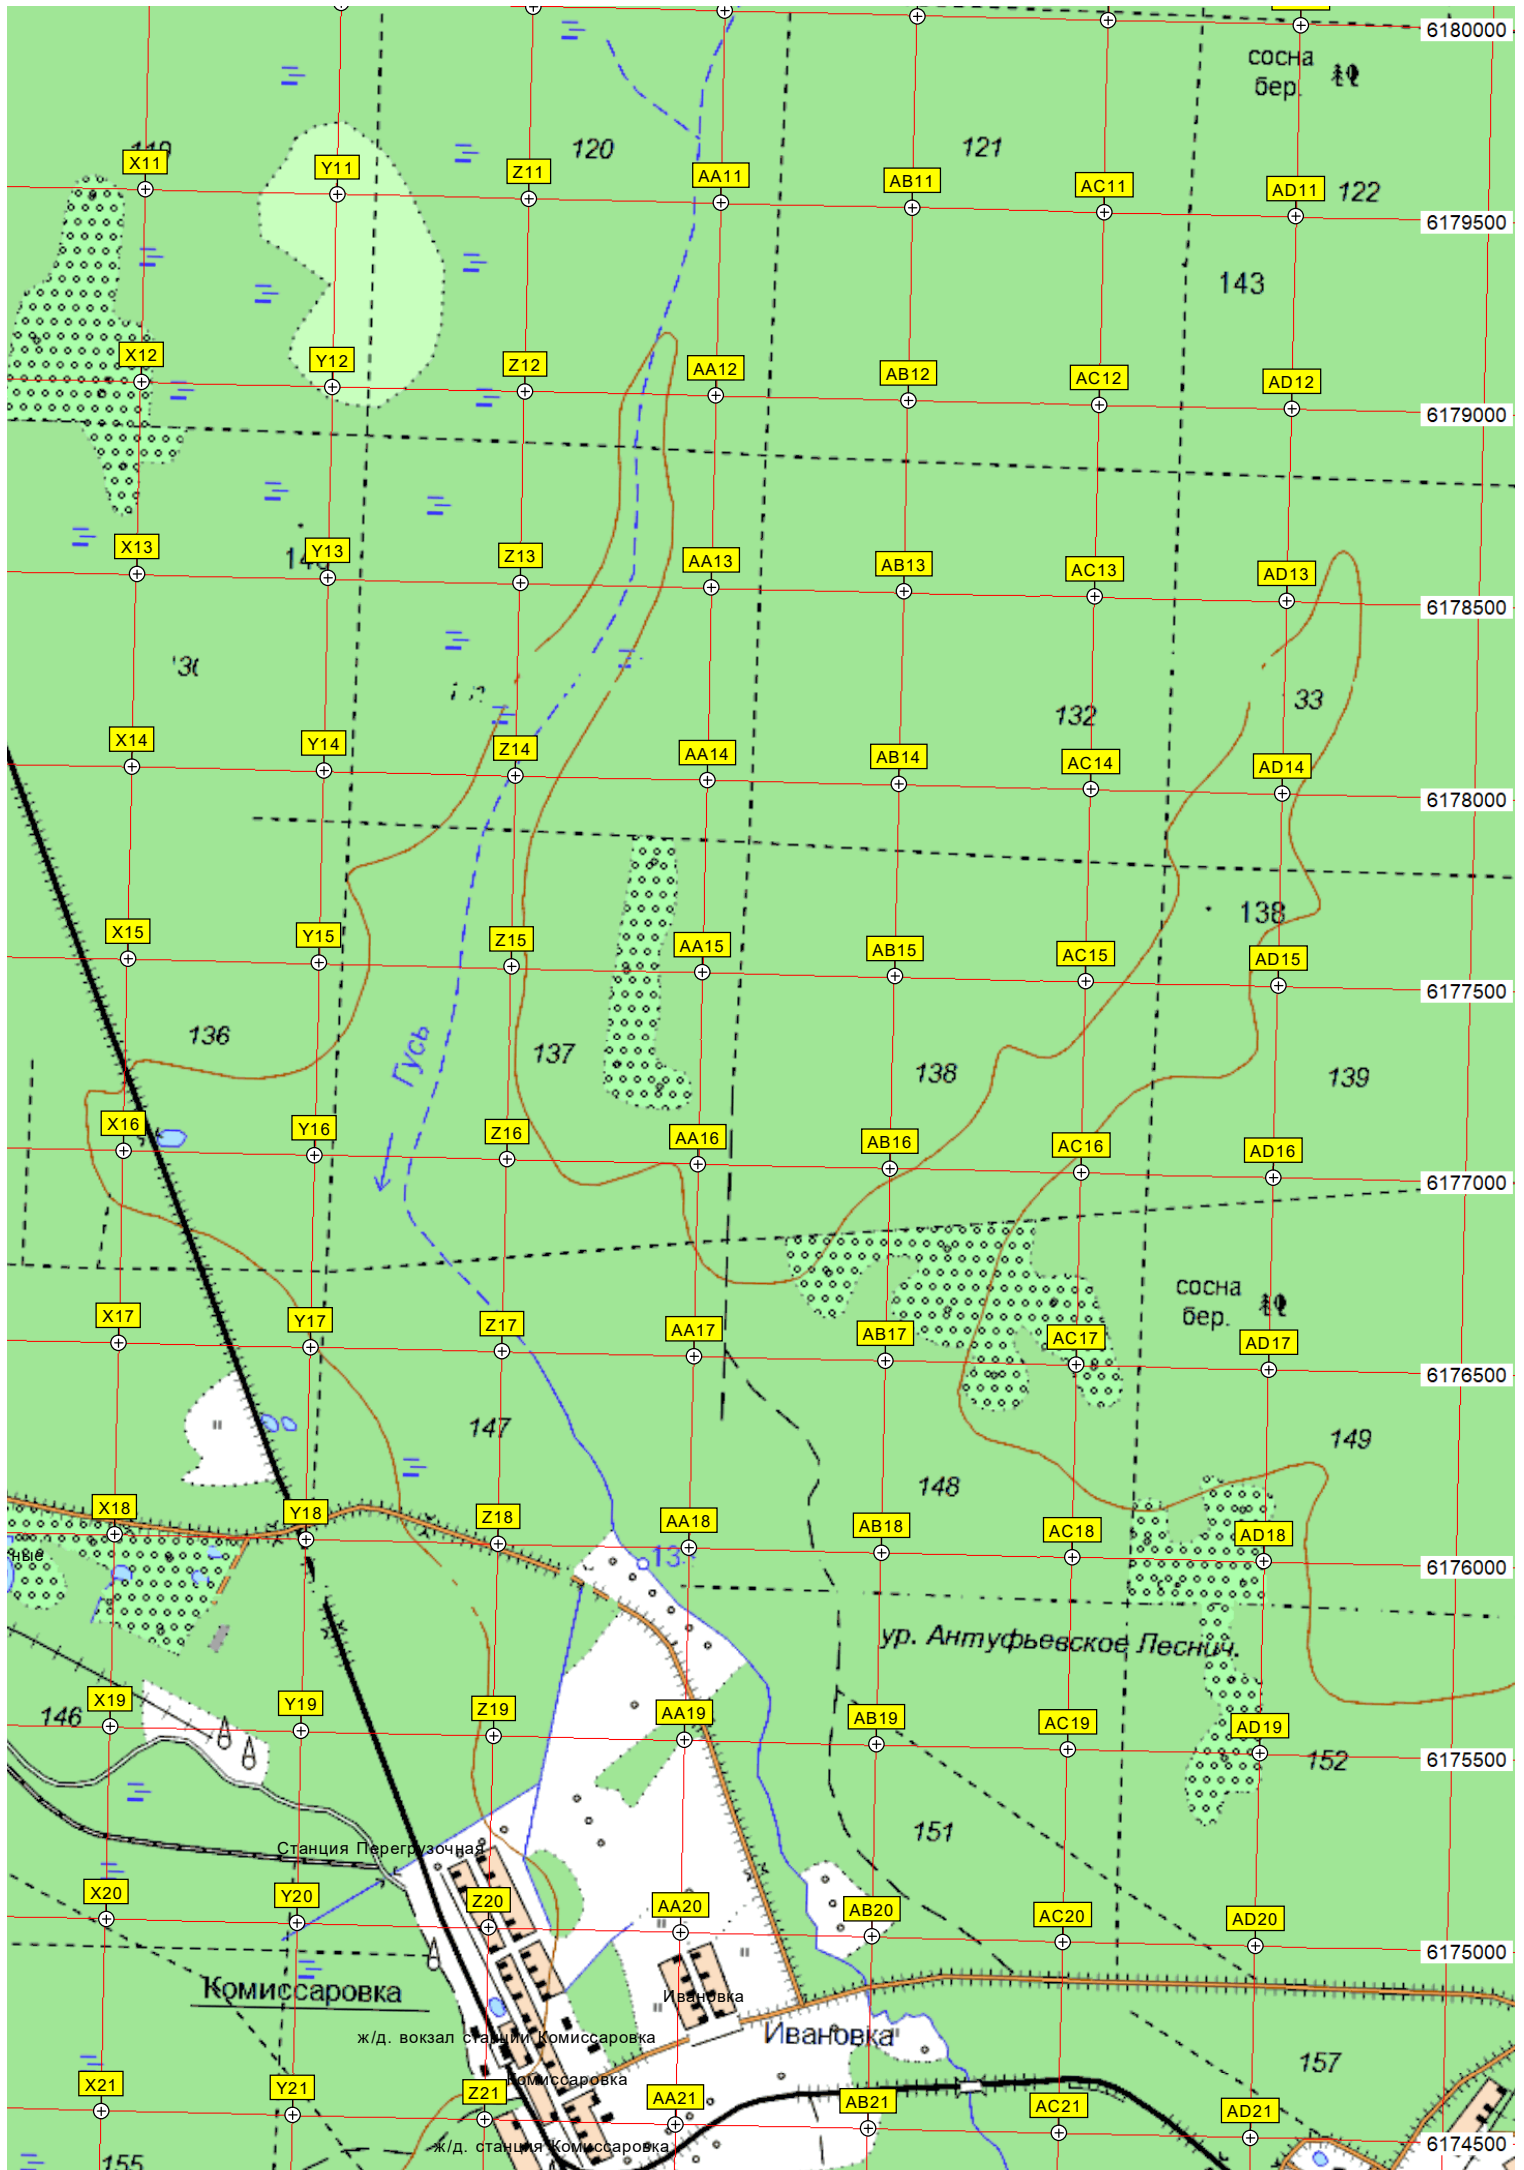 6180000
сосна
бер.
120
121
X11
Y11
Z11
AA11
AB11
AC11
AD11
122
6179500
143
X12
Y12
Z12
AA12
AB12
AC12
AD12
6179000
X13
Y13
Z13
AA13
AB13
AC13
AD13
6178500
132
33
X14
Y14
Z14
AA14
AB14
AC14
AD14
6178000
138
X15
Y15
Z15
AA15
AB15
AC15
AD15
6177500
136
Гусь
137
138
139
X16
Y16
Z16
AA16
AB16
AC16
AD16
6177000
сосна
бер.
X17
Y17
Z17
AA17
AB17
AC17
AD17
6176500
147
148
149
X18
Y18
Z18
AA18
AB18
AC18
AD18
ные
6176000
ур. Антуфьевское Леснич.
146
X19
Y19
Z19
AA19
AB19
AC19
AD19
6175500
152
151
Станция Перегрузочная
X20
Y20
Z20
AA20
AB20
AC20
AD20
6175000
Комиссаровка
Ивановка
ж/д. вокзал станции Комиссаровка
Ивановка
157
Комиссаровка
X21
Y21
Z21
AA21
AB21
AC21
AD21
6174500
ж/д. станция Комиссаровка
155